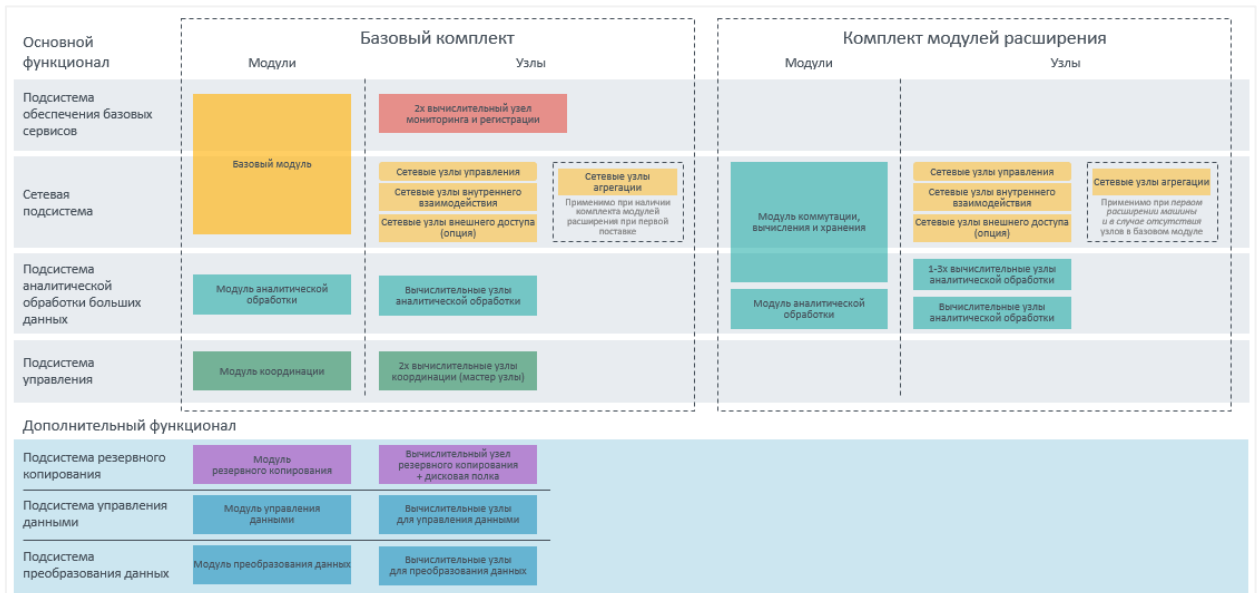 Основной
функционал
Базовый комплект
Модули
Узлы
Комплект модулей расширения
Модули
Узлы
Подсистема
обеспечения базовых
сервисов
Базовый модуль
2х вычислительный узел
мониторинга и регистрации
Сетевая
подсистема
Сетевые узлы управления
Сетевые узлы внутреннего
взаимодействия
Сетевые узлы внешнего доступа
(опция)
Сетевые узлы
агрегации
Применимо при наличии
комплекта модулей
расширения при первой
поставке
Модуль коммутации,
вычисления и хранения
Сетевые узлы управления
Сетевые узлы внутреннего
взаимодействия
Сетевые узлы внешнего доступа
(опция)
Сетевые узлы агрегации
Применимо при первом
расширении машины
и в случае отсутствия
узлов в базовом модуле
Подсистема
аналитической
обработки больших
данных
Модуль аналитической
обработки
Вычислительные узлы
аналитической обработки
Модуль аналитической
обработки
1-3х вычислительные узлы
аналитической обработки
Вычислительные узлы
аналитической обработки
Подсистема
управления
Модуль координации
2х вычислительные узлы
координации (мастер узлы)
Дополнительный функционал
Подсистема резервного
копирования
Модуль
резервного копирования
Вычислительный узел
резервного копирования
+ дисковая полка
Подсистема управления
данными
Модуль управления
данными
Вычислительные узлы
для управления данными
Подсистема
преобразования данных
Модуль преобразования данных
Вычислительные узлы
для преобразования данных